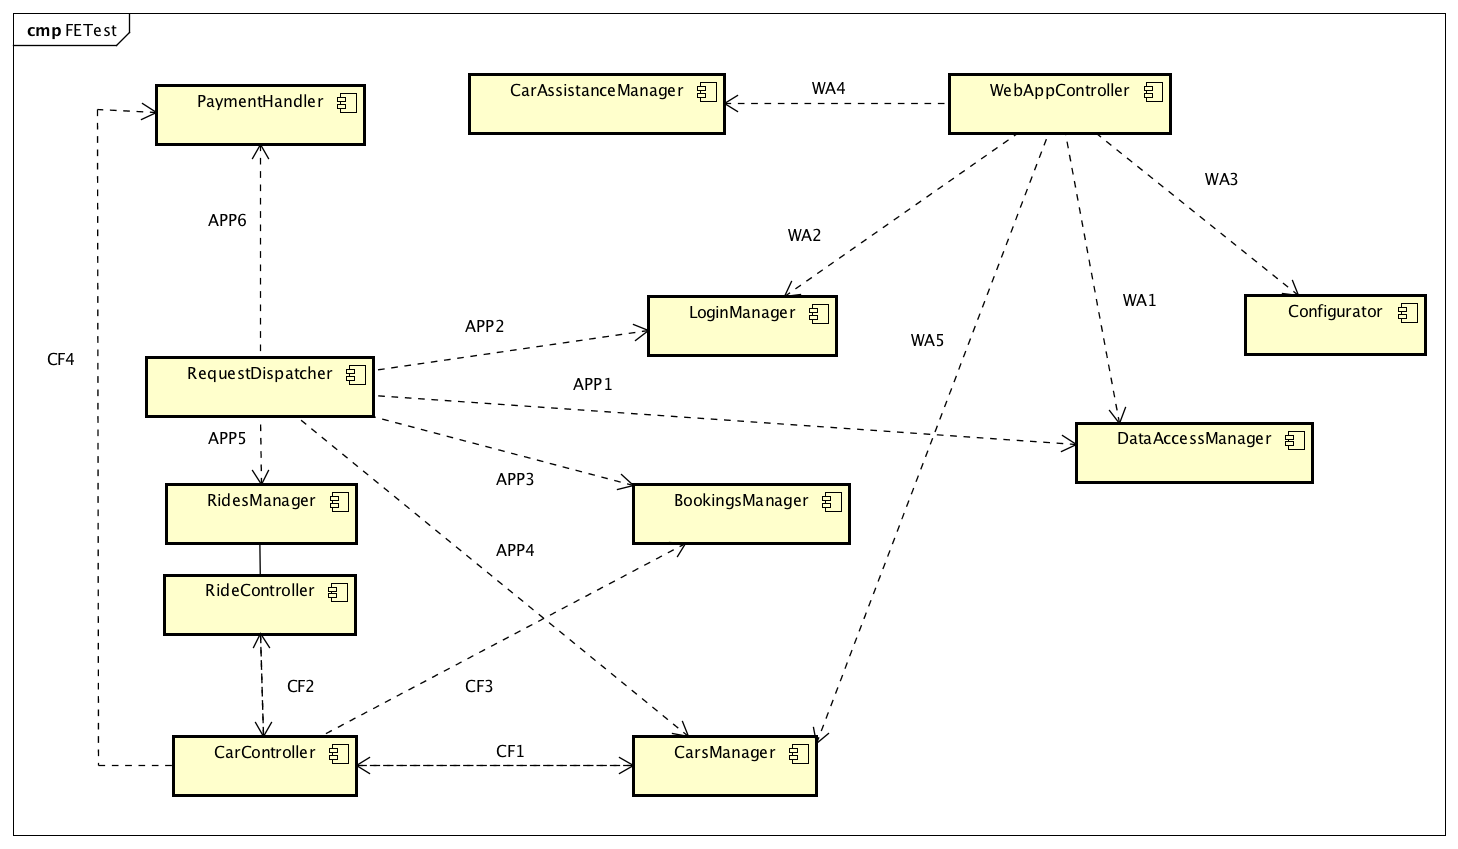 cmp FETest
CarAssistanceManager
WA4
WebAppController
PaymentHandler
WA3
APP6
WA2
WA1
LoginManager
Configurator
APP2
WA5
CF4
RequestDispatcher
APP1
APP5
DataAccessManager
APP3
RidesManager
BookingsManager
APP4
RideController
CF2
CF3
CarController
CF1
CarsManager